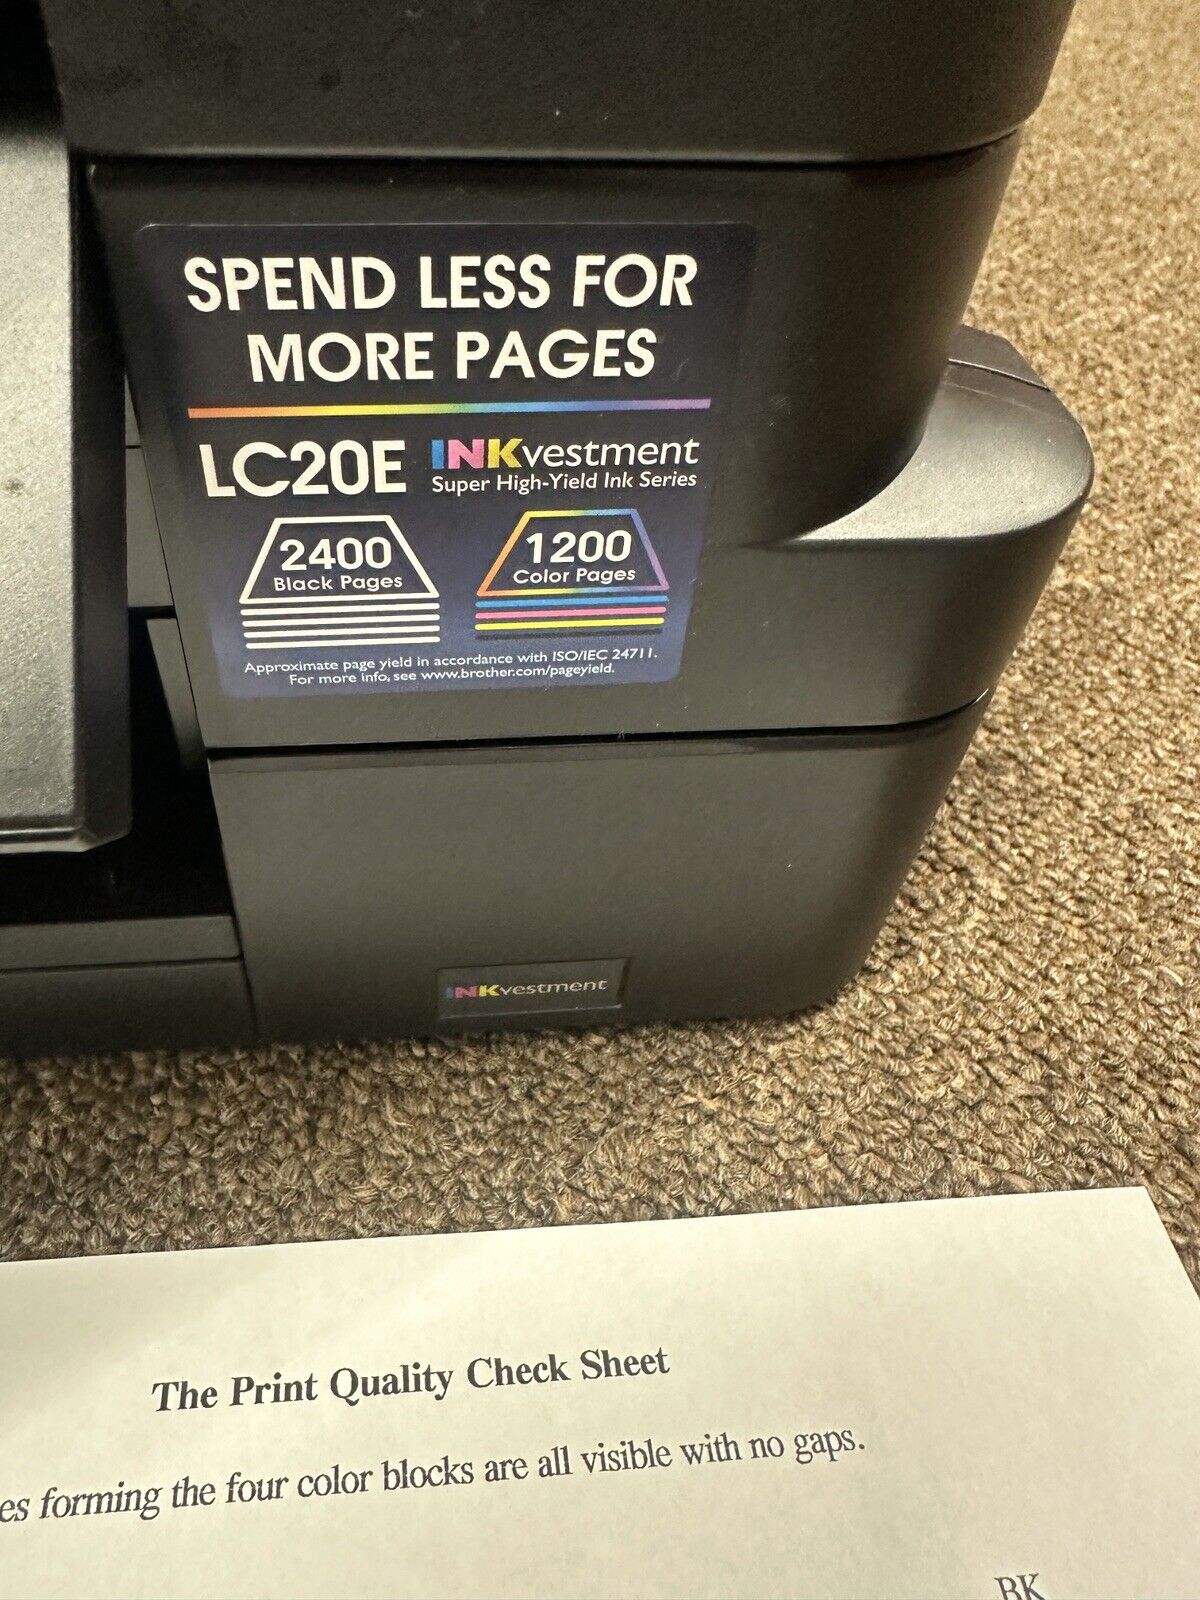 SPEND LESS FOR
MORE PAGES
LC20E INKvestment
Super High-Yield Ink Series
2400
Black Pages
1200
Color Pages
Approximate page yield in accordance with ISO/IEC 24711.
For more info, see www.brother.com/pageyield.
INKvestment
The Print Quality Check Sheet
es forming the four color blocks are all visible with no gaps.
BK